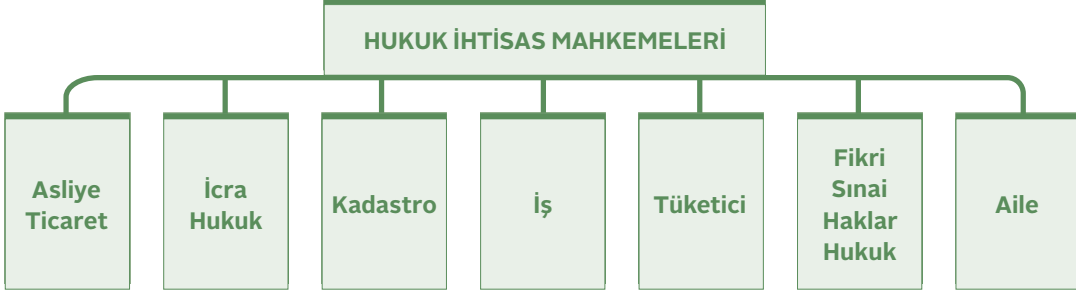 HUKUK İHTİSAS MAHKEMELERİ
Asliye
Ticaret
İcra
Hukuk
Kadastro
İş
Tüketici
Fikri
Sınai
Haklar
Hukuk
Aile